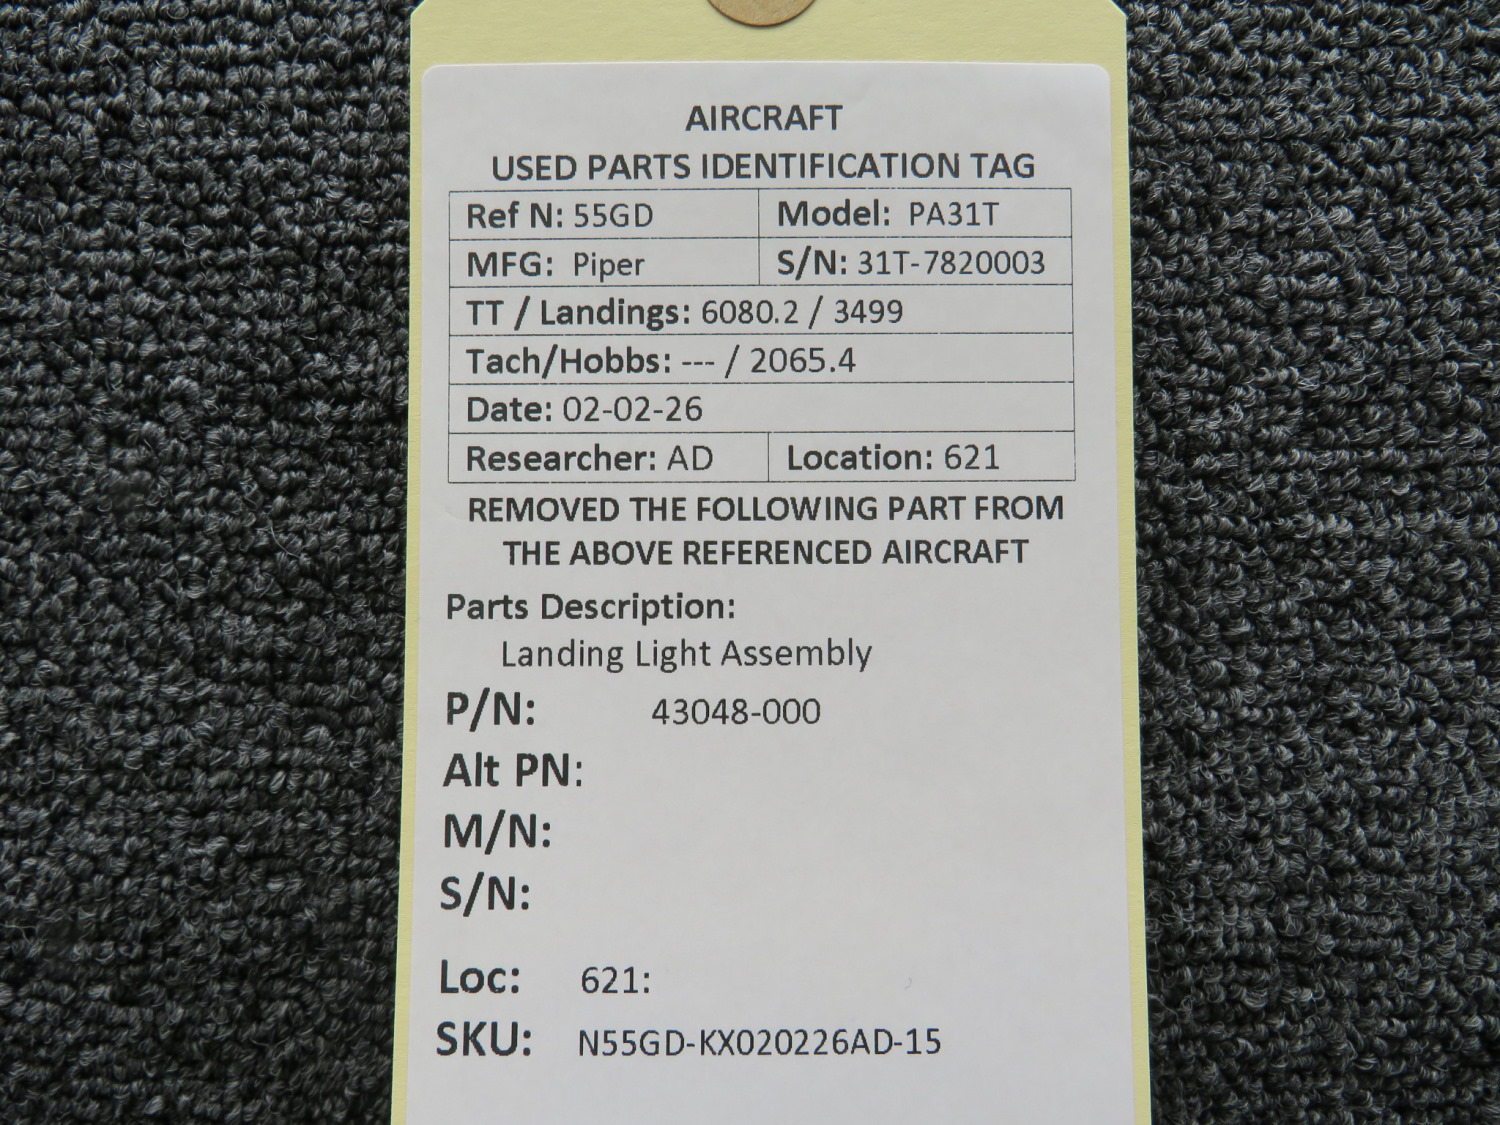 AIRCRAFT
USED PARTS IDENTIFICATION TAG
Ref N: 55GD Model: PA31T
MFG: Piper S/N: 31T-7820003
TT / Landings: 6080.2 / 3499
Tach/Hobbs: --- / 2065.4
Date: 02-02-26
Researcher: AD Location: 621
REMOVED THE FOLLOWING PART FROM
THE ABOVE REFERENCED AIRCRAFT
Parts Description:
Landing Light Assembly
P/N: 43048-000
Alt PN:
M/N:
S/N:
Loc: 621:
SKU: N55GD-KX020226AD-15